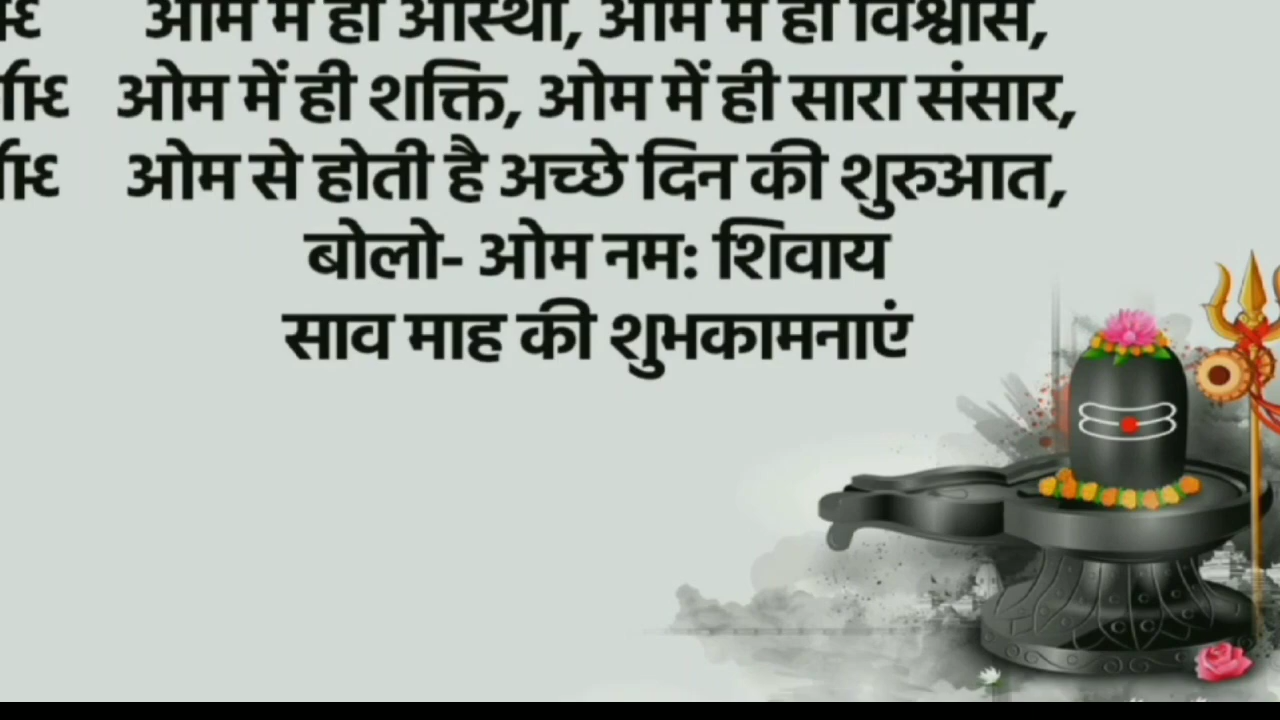 ओम में ही आस्था, ओम में ही विश्वास,
ओम में ही शक्ति, ओम में ही सारा संसार,
ओम से होती है अच्छे दिन की शुरुआत,
बोलो- ओम नम: शिवाय
साव माह की शुभकामनाएं